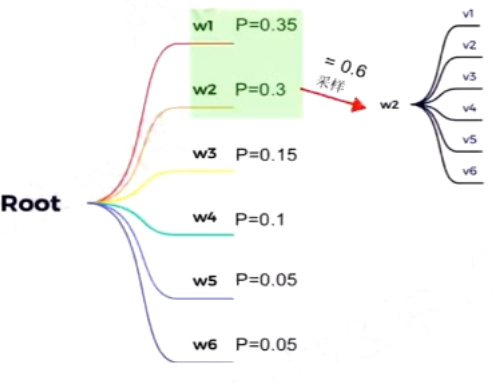 w1 P=0.35
w2 P=0.3
w3 P=0.15
w4 P=0.1
w5 P=0.05
w6 P=0.05
Root
= 0.6
采样
w2
v1
v2
v3
v4
v5
v6